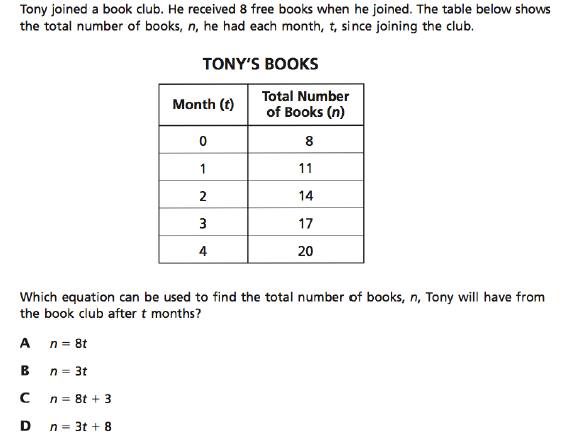 Tony joined a book club. He received 8 free books when he joined. The table below shows
the total number of books, n, he had each month, t, since joining the club.
TONY'S BOOKS
Month (t) Total Number of Books (n)
0 8
1 11
2 14
3 17
4 20
Which equation can be used to find the total number of books, n, Tony will have from
the book club after t months?
A n = 8t
B n = 3t
C n = 8t + 3
D n = 3t + 8